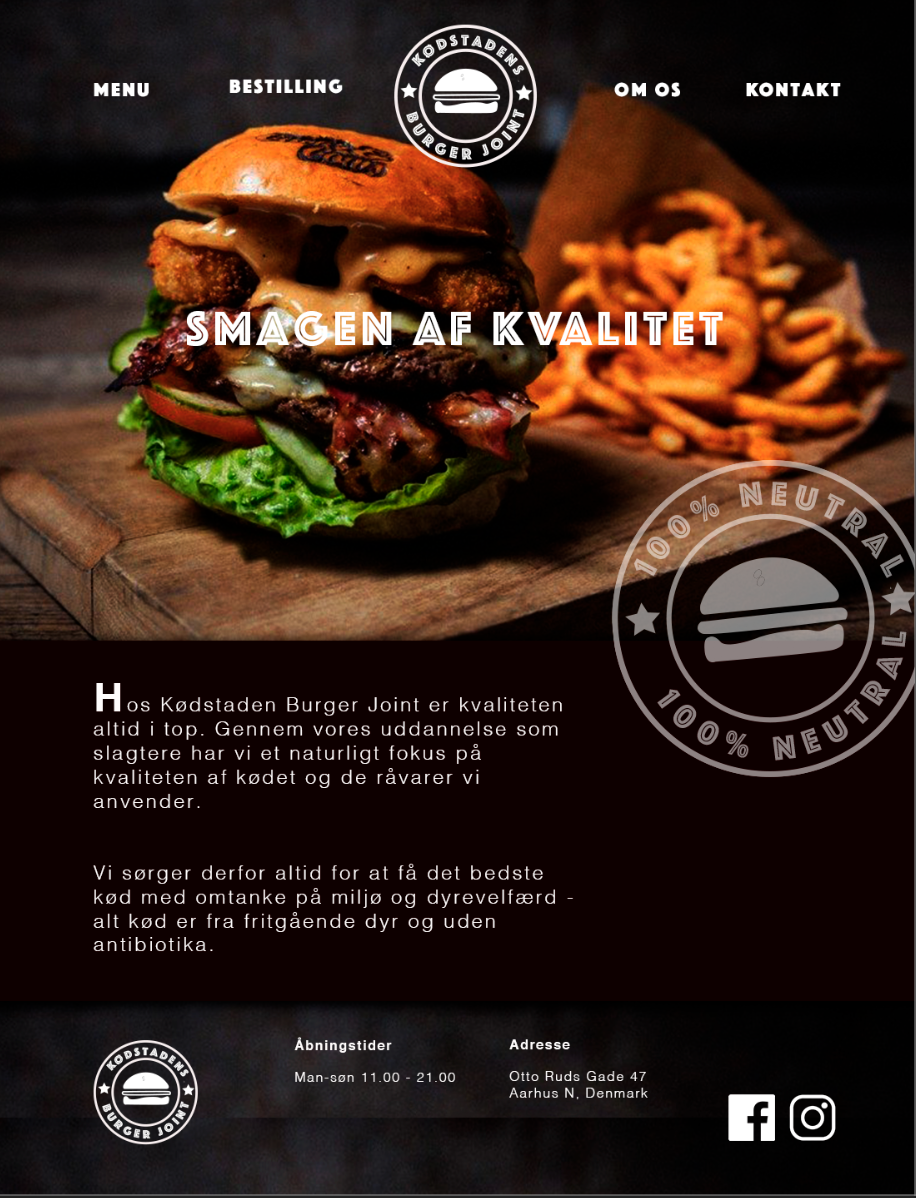 MENU
BESTILLING
KØDSTADENS
BURGER JOINT
OM OS
KONTAKT
SMAGEN AF KVALITET
100% NEUTRAL
100% NEUTRAL
Hos Kødstaden Burger Joint er kvaliteten
altid i top. Gennem vores uddannelse som
slagtere har vi et naturligt fokus på
kvaliteten af kødet og de råvarer vi
anvender.
Vi sørger derfor altid for at få det bedste
kød med omtanke på miljø og dyrevelfærd -
alt kød er fra fritgående dyr og uden
antibiotika.
KØDSTADENS
BURGER JOINT
Åbningstider
Man-søn 11.00 - 21.00
Adresse
Otto Ruds Gade 47
Aarhus N, Denmark